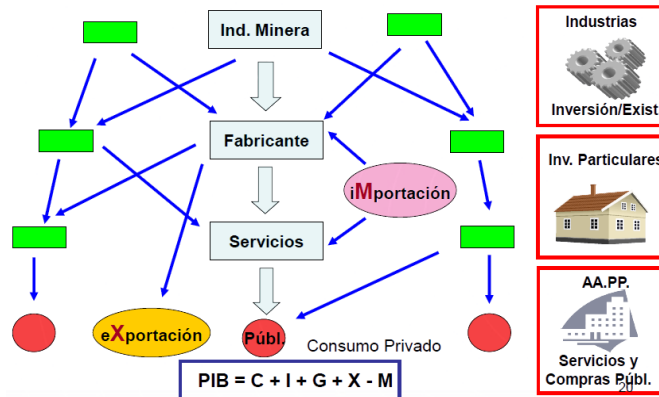 Ind. Minera
Fabricante
iMportación
Servicios
eXportación
Públ.
Consumo Privado
PIB = C + I + G + X - M
Industrias
Inversión/Exist
Inv. Particulares
AA.PP.
Servicios y
Compras Públ.
20